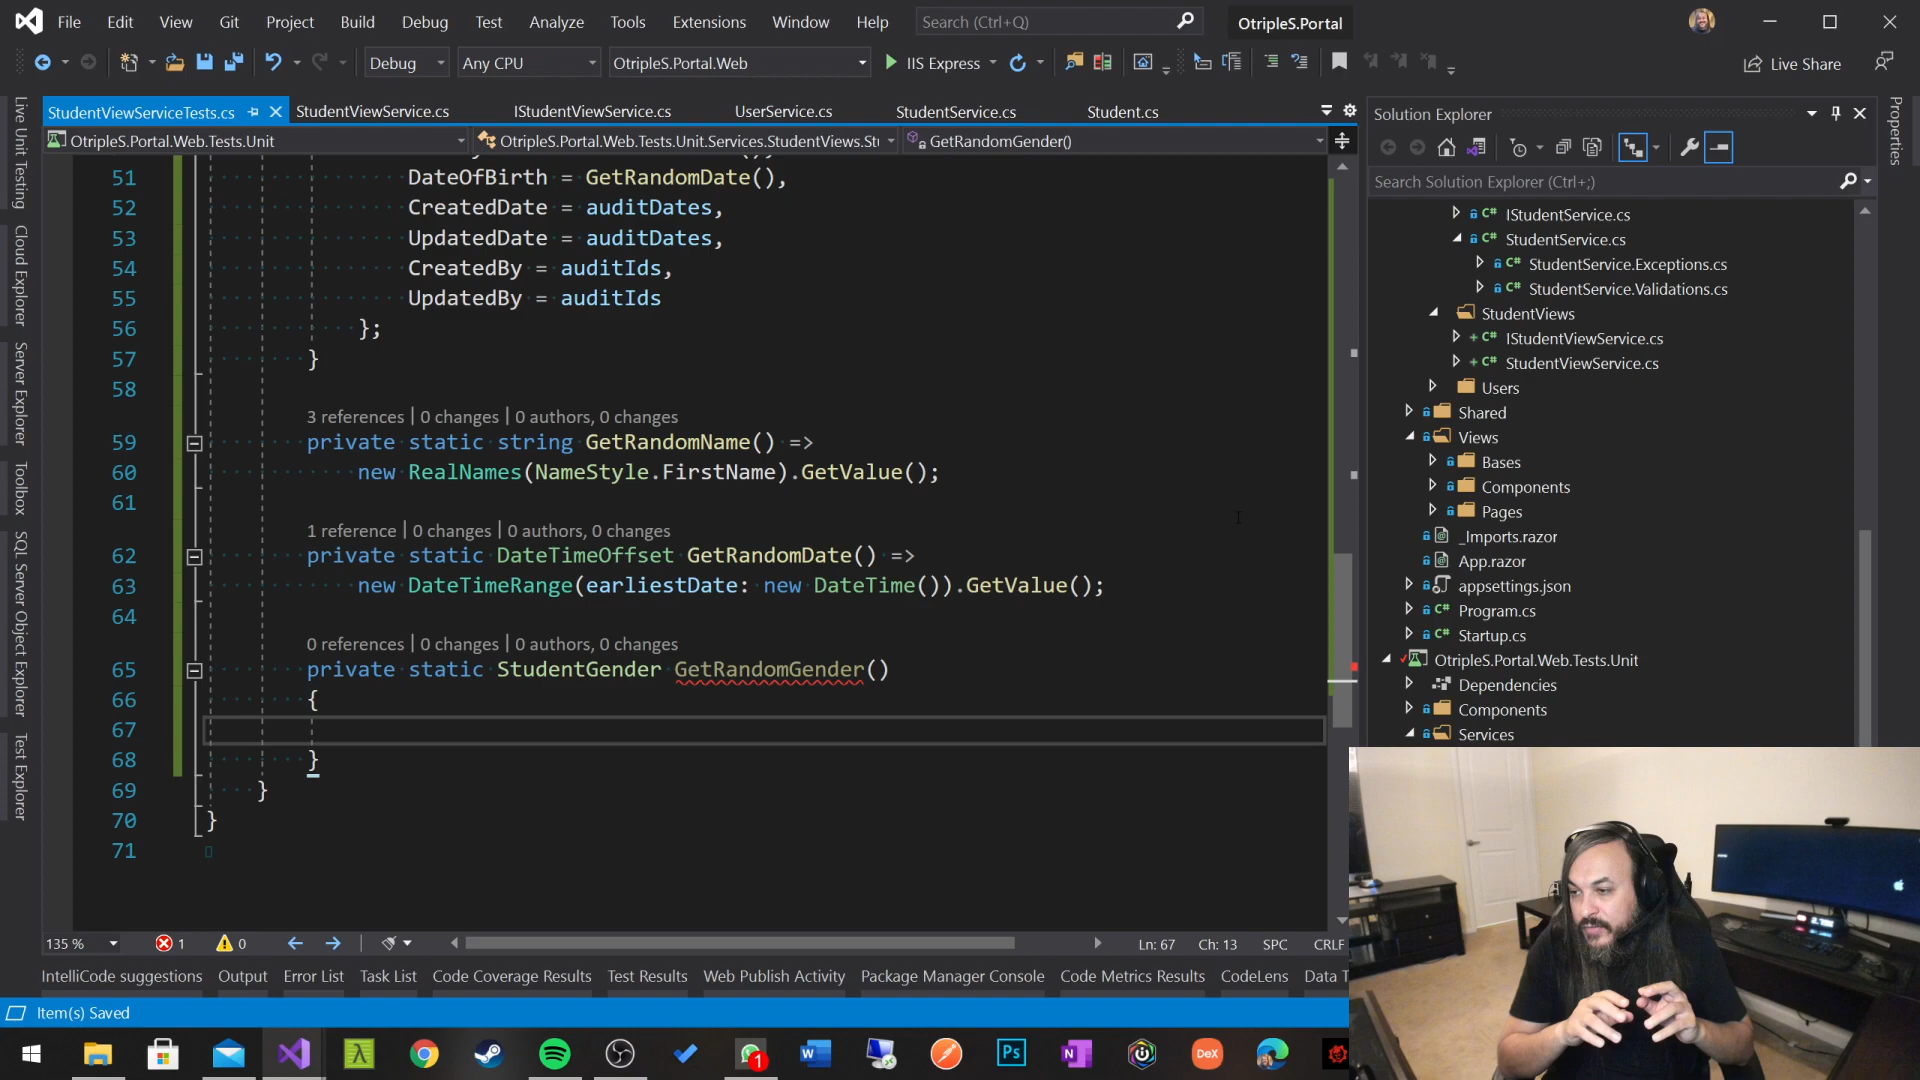 File Edit View Git Project Build Debug Test Analyze Tools Extensions Window Help Search (Ctrl+Q) OtripleS.Portal
Debug Any CPU OtripleS.Portal.Web IIS Express Live Share
StudentViewServiceTests.cs StudentViewService.cs IStudentViewService.cs UserService.cs StudentService.cs Student.cs
OtripleS.Portal.Web.Tests.Unit OtripleS.Portal.Web.Tests.Unit.Services.StudentViews.St GetRandomGender()
Live Unit Testing
Cloud Explorer
Server Explorer
Toolbox
SQL Server Object Explorer
Test Explorer
51 DateOfBirth = GetRandomDate(),
52 CreatedDate = auditDates,
53 UpdatedDate = auditDates,
54 CreatedBy = auditIds,
55 UpdatedBy = auditIds
56 };
57 }
58
3 references | 0 changes | 0 authors, 0 changes
59 private static string GetRandomName() =>
60 new RealNames(NameStyle.FirstName).GetValue();
61
1 reference | 0 changes | 0 authors, 0 changes
62 private static DateTimeOffset GetRandomDate() =>
63 new DateTimeRange(earliestDate: new DateTime()).GetValue();
64
0 references | 0 changes | 0 authors, 0 changes
65 private static StudentGender GetRandomGender()
66 {
67
68 }
69 }
70 }
71
135 % 1 0 Ln: 67 Ch: 13 SPC CRLF
IntelliCode suggestions Output Error List Task List Code Coverage Results Test Results Web Publish Activity Package Manager Console Code Metrics Results CodeLens Data T
Item(s) Saved
Solution Explorer
Properties
Search Solution Explorer (Ctrl+;)
C# IStudentService.cs
C# StudentService.cs
C# StudentService.Exceptions.cs
C# StudentService.Validations.cs
StudentViews
C# IStudentViewService.cs
C# StudentViewService.cs
Users
Shared
Views
Bases
Components
Pages
_Imports.razor
App.razor
appsettings.json
C# Program.cs
C# Startup.cs
OtripleS.Portal.Web.Tests.Unit
Dependencies
Components
Services
1
Ps
DeX